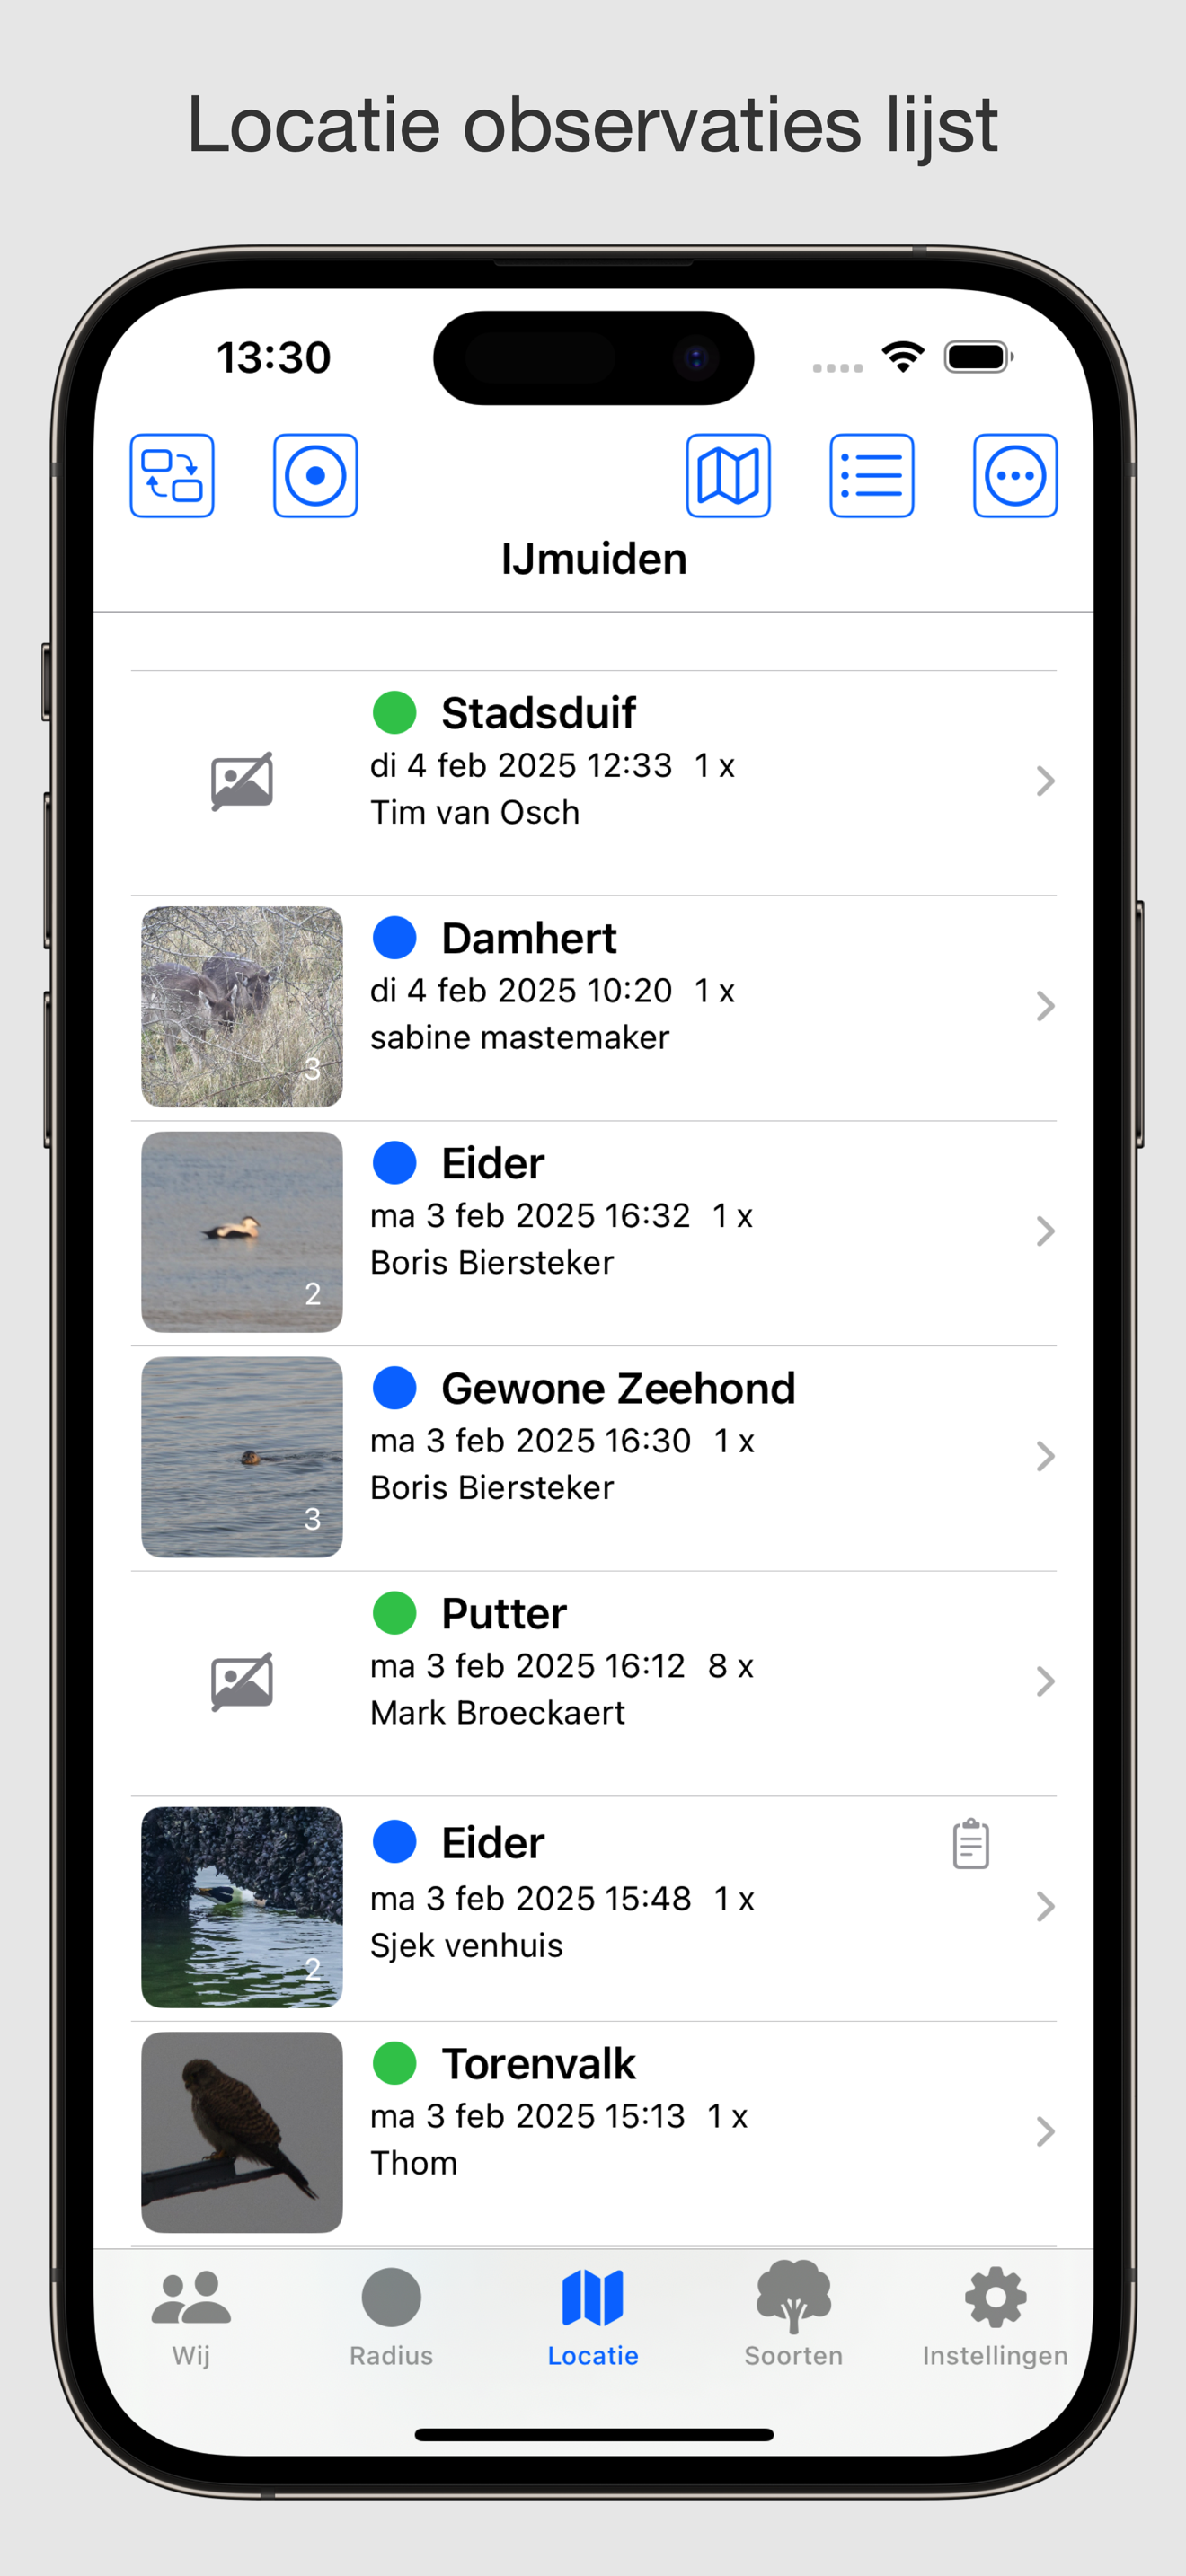 Locatie observaties lijst
13:30
IJmuiden
Stadsduif
di 4 feb 2025 12:33 1 x
Tim van Osch
Damhert
di 4 feb 2025 10:20 1 x
sabine mastemaker
3
Eider
ma 3 feb 2025 16:32 1 x
Boris Biersteker
2
Gewone Zeehond
ma 3 feb 2025 16:30 1 x
Boris Biersteker
3
Putter
ma 3 feb 2025 16:12 8 x
Mark Broeckaert
Eider
ma 3 feb 2025 15:48 1 x
Sjek venhuis
2
Torenvalk
ma 3 feb 2025 15:13 1 x
Thom
Wij Radius Locatie Soorten Instellingen